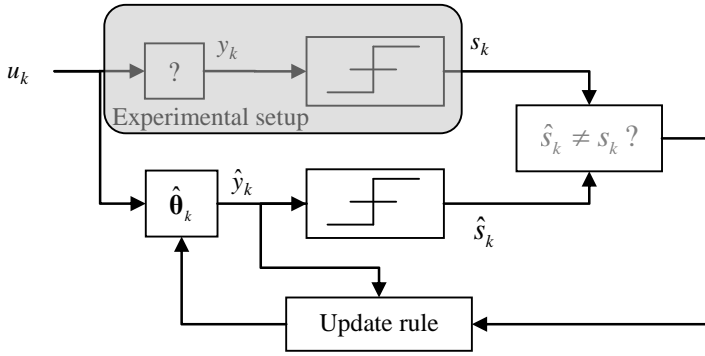 u_k
?
y_k
s_k
Experimental setup
ŝ_k ≠ s_k ?
θ̂_k
ŷ_k
ŝ_k
Update rule